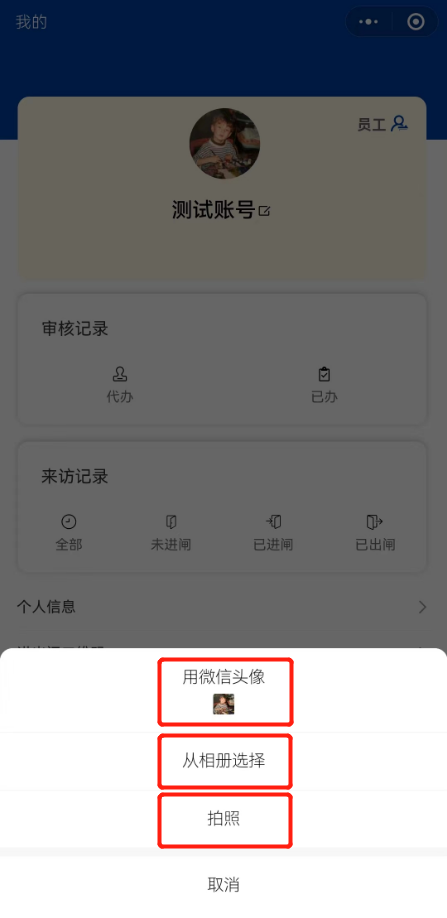 我的
员工
测试账号
审核记录
代办
已办
来访记录
全部
未进闸
已进闸
已出闸
个人信息
用微信头像
从相册选择
拍照
取消